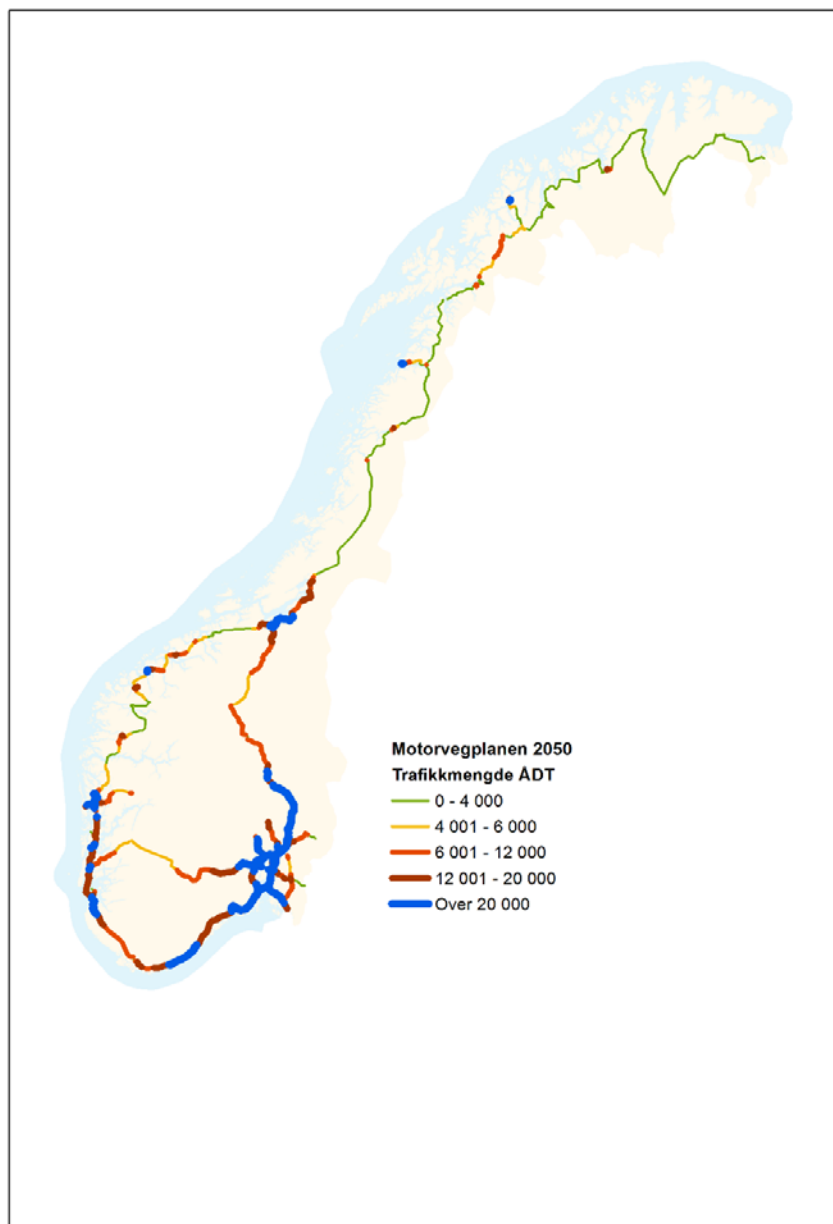 Motorvegplanen 2050
Trafikkmengde ÅDT
0 - 4 000
4 001 - 6 000
6 001 - 12 000
12 001 - 20 000
Over 20 000